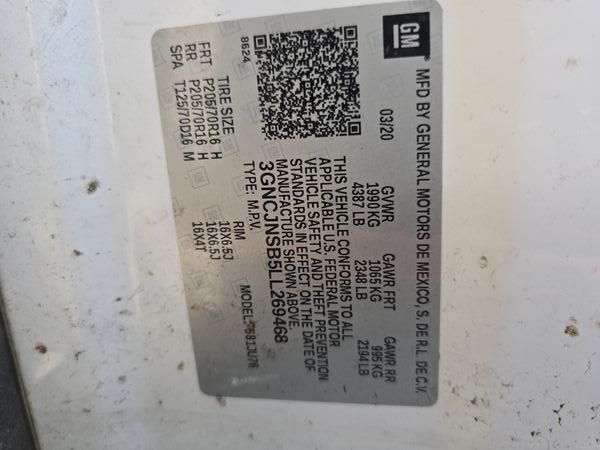 GM
MFD BY GENERAL MOTORS DE MEXICO, S. DE R.L. DE C.V.
03/20
GVWR
1990 KG
4387 LB
GAWR FRT
1065 KG
2348 LB
GAWR RR
995 KG
2194 LB
THIS VEHICLE CONFORMS TO ALL
APPLICABLE U.S. FEDERAL MOTOR
VEHICLE SAFETY AND THEFT PREVENTION
STANDARDS IN EFFECT ON THE DATE OF
MANUFACTURE SHOWN ABOVE.
3GNCJNSB5LL269468
TYPE: M.P.V.
MODEL:
8624
TIRE SIZE
RIM
FRT P205/70R16 H 16X6.5J
RR P205/70R16 H 16X6.5J
SPA T125/70D16 M 16X4T